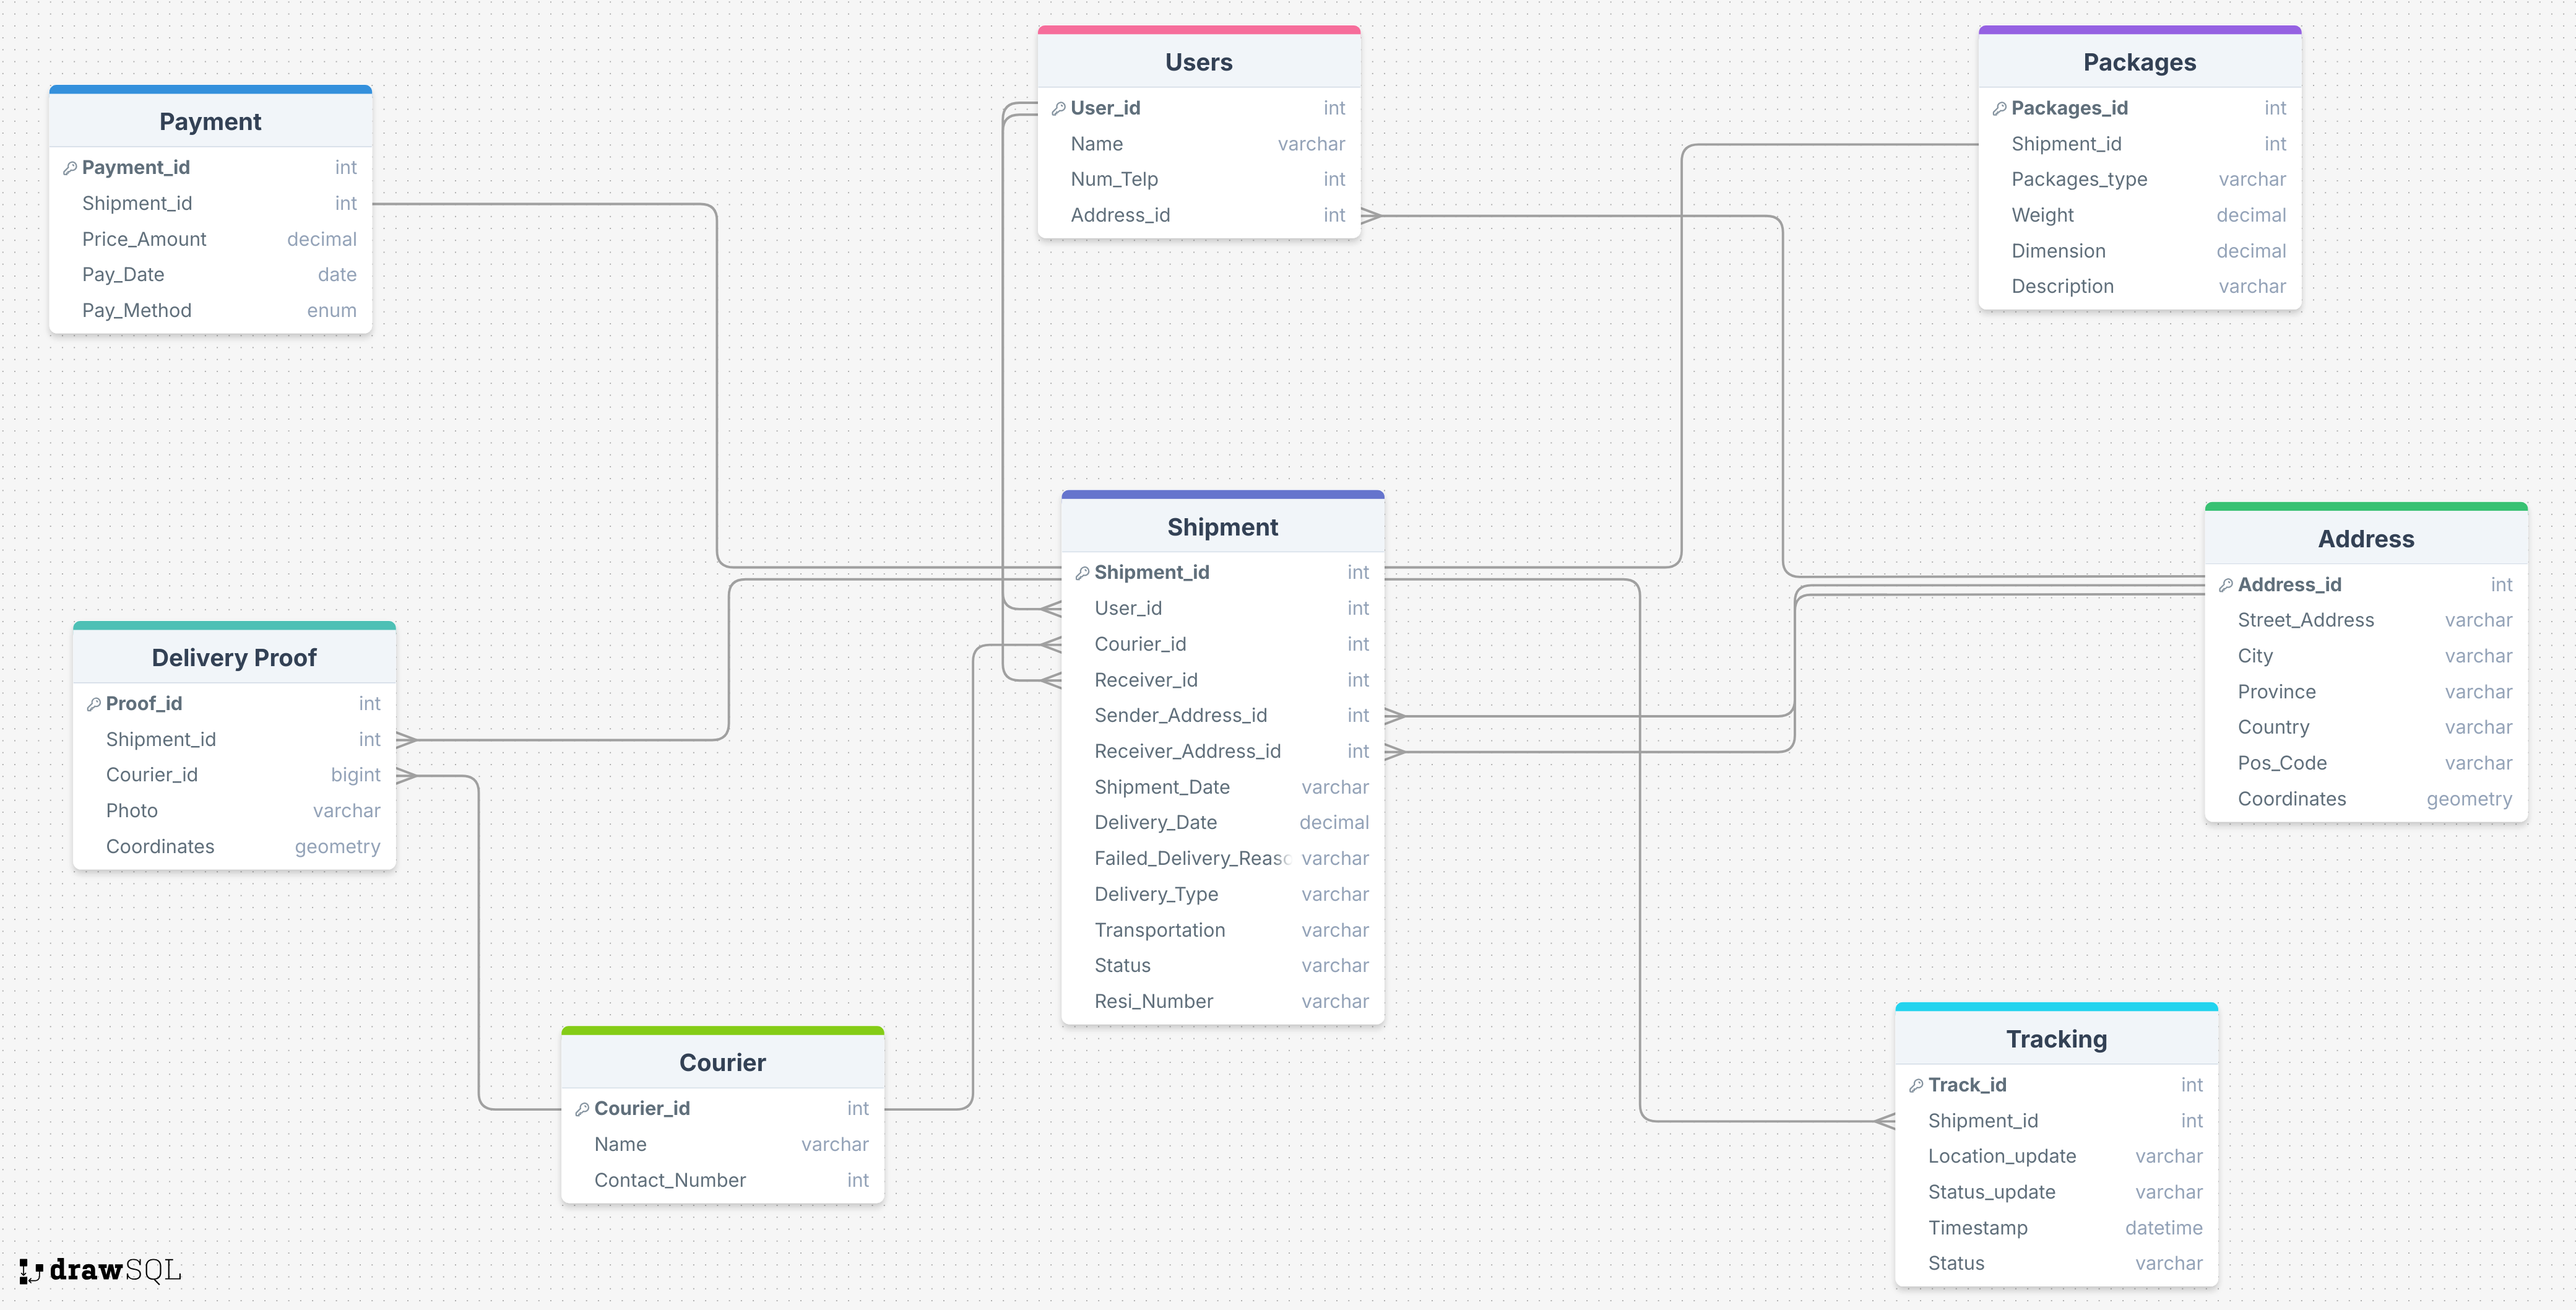 Payment
Payment_id int
Shipment_id int
Price_Amount decimal
Pay_Date date
Pay_Method enum
Users
User_id int
Name varchar
Num_Telp int
Address_id int
Packages
Packages_id int
Shipment_id int
Packages_type varchar
Weight decimal
Dimension decimal
Description varchar
Delivery Proof
Proof_id int
Shipment_id int
Courier_id bigint
Photo varchar
Coordinates geometry
Shipment
Shipment_id int
User_id int
Courier_id int
Receiver_id int
Sender_Address_id int
Receiver_Address_id int
Shipment_Date varchar
Delivery_Date decimal
Failed_Delivery_Reas varchar
Delivery_Type varchar
Transportation varchar
Status varchar
Resi_Number varchar
Address
Address_id int
Street_Address varchar
City varchar
Province varchar
Country varchar
Pos_Code varchar
Coordinates geometry
Courier
Courier_id int
Name varchar
Contact_Number int
Tracking
Track_id int
Shipment_id int
Location_update varchar
Status_update varchar
Timestamp datetime
Status varchar
drawSQL